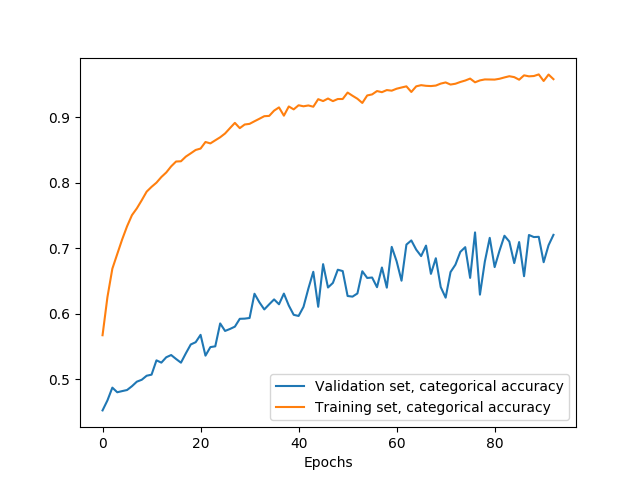 0.9
0.8
0.7
0.6
0.5
0 20 40 60 80
Epochs
Validation set, categorical accuracy
Training set, categorical accuracy